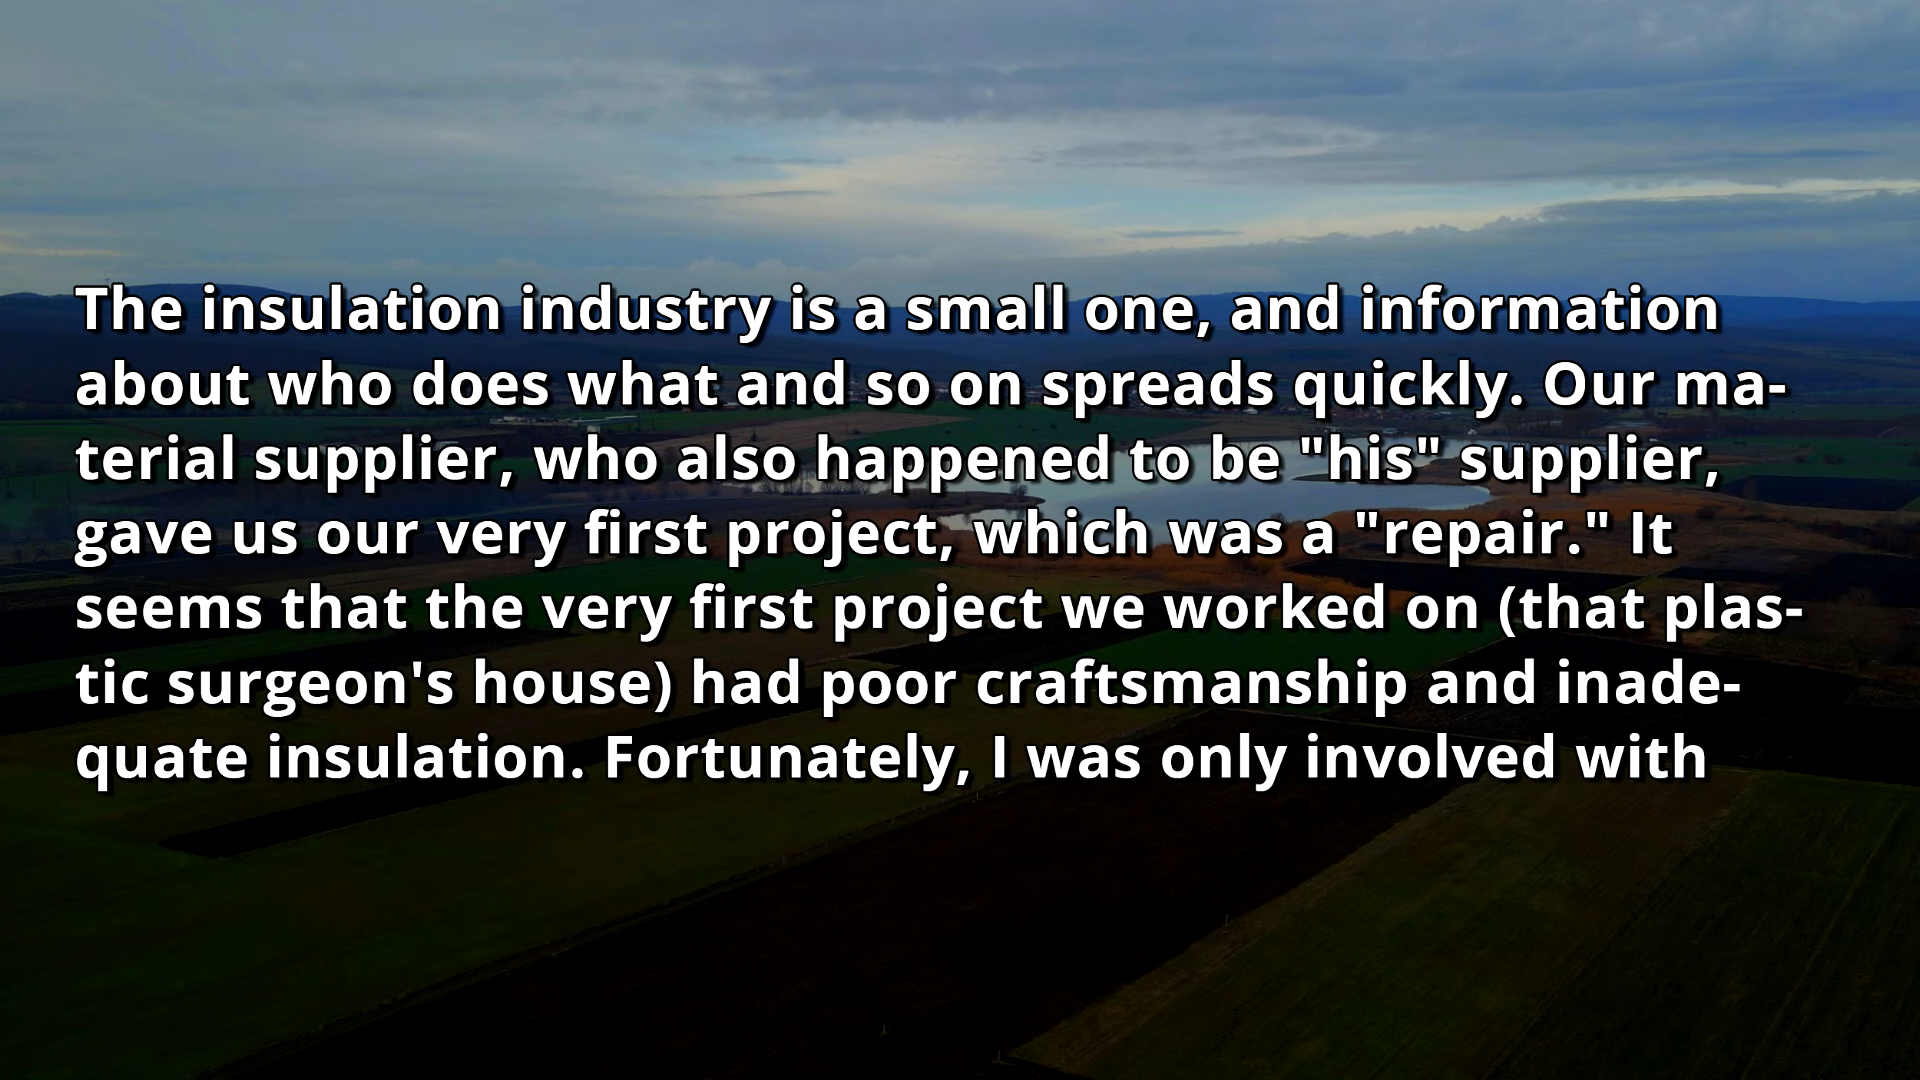 The insulation industry is a small one, and information
about who does what and so on spreads quickly. Our ma-
terial supplier, who also happened to be "his" supplier,
gave us our very first project, which was a "repair." It
seems that the very first project we worked on (that plas-
tic surgeon's house) had poor craftsmanship and inade-
quate insulation. Fortunately, I was only involved with